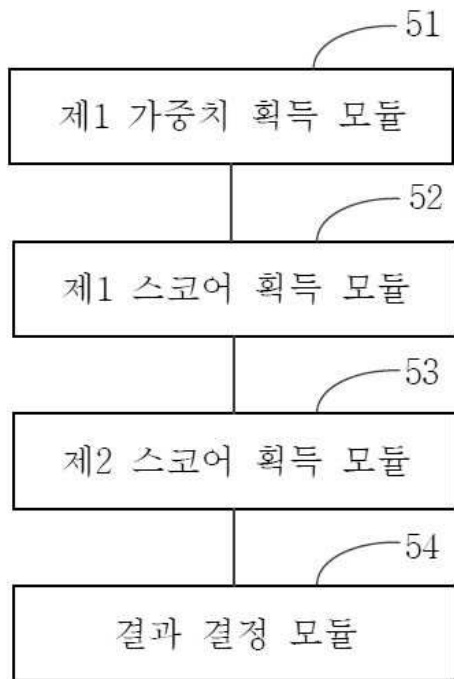 51
제1 가중치 획득 모듈
52
제1 스코어 획득 모듈
53
제2 스코어 획득 모듈
54
결과 결정 모듈